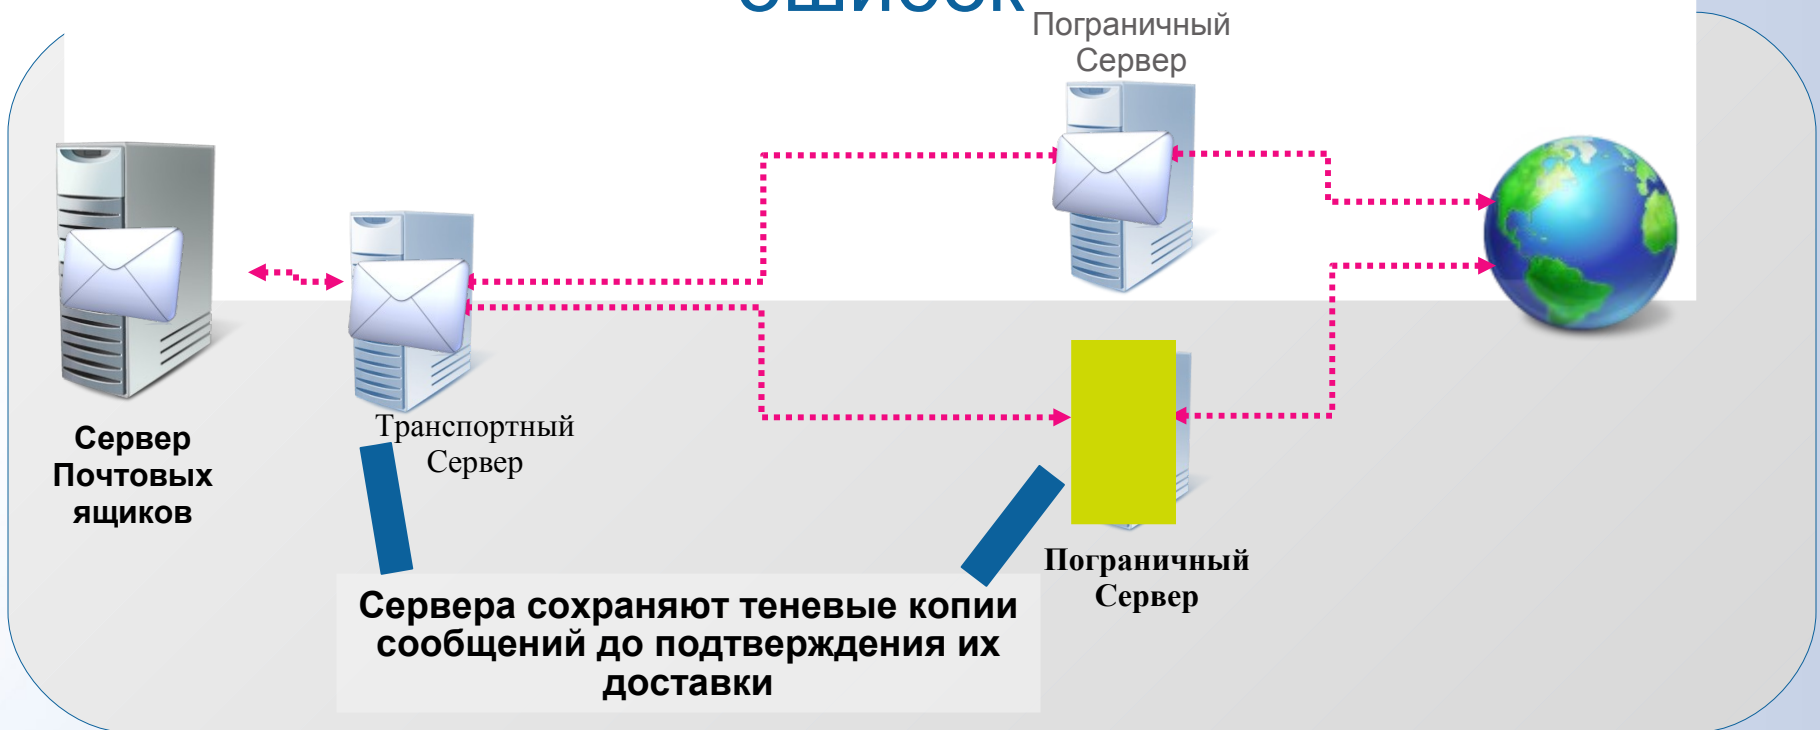 Пограничный
Сервер
Транспортный
Сервер
Сервер
Почтовых
ящиков
Пограничный
Сервер
Сервера сохраняют теневые копии
сообщений до подтверждения их
доставки